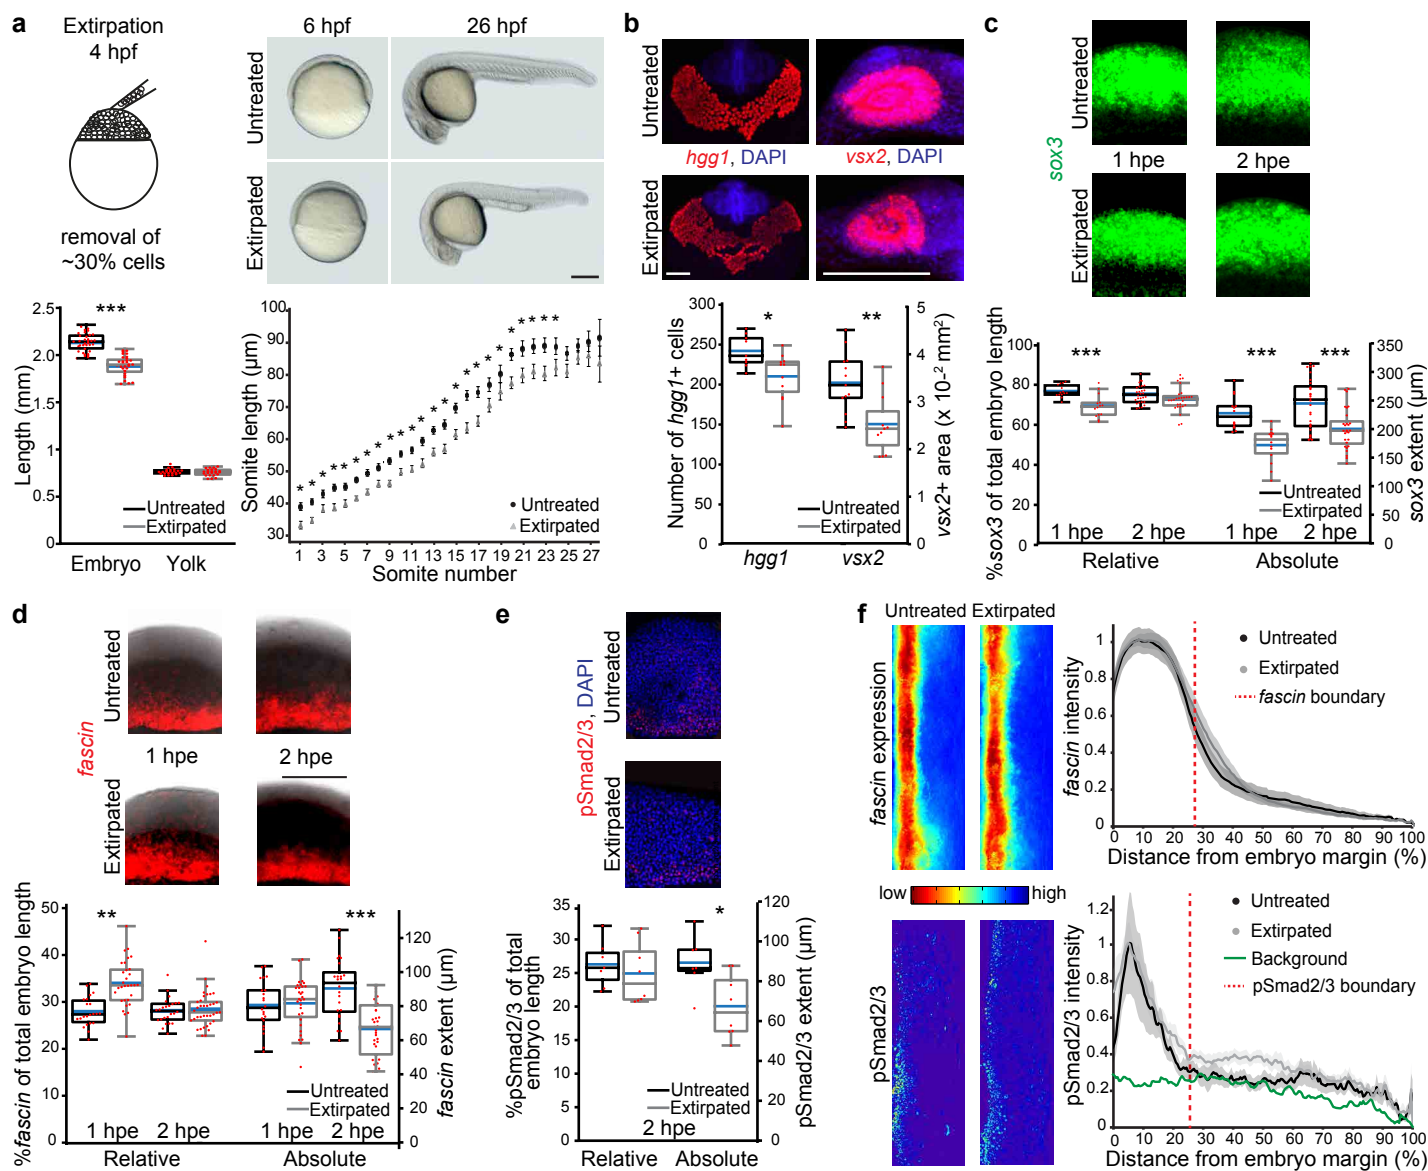 a
Extirpation
4 hpf
removal of
~30% cells
6 hpf
26 hpf
Untreated
Extirpated
Length (mm)
2.5
2.0
1.5
1.0
0.5
0
***
Untreated
Extirpated
Embryo
Yolk
Somite length (µm)
100
90
80
70
60
50
40
30
* * * * * * * * * * * * * * * * * * * * * * *
Untreated
Extirpated
1 3 5 7 9 11 13 15 17 19 21 23 25 27
Somite number
b
Untreated
hgg1, DAPI
vsx2, DAPI
Extirpated
Number of hgg1+ cells
300
250
200
150
100
50
0
*
**
Untreated
Extirpated
hgg1
vsx2
5
4
3
2
1
0
vsx2+ area (x 10⁻² mm²)
c
sox3
Untreated
1 hpe
2 hpe
Extirpated
%sox3 of total embryo length
100
80
60
40
20
0
***
***
***
Untreated
Extirpated
1 hpe
2 hpe
1 hpe
2 hpe
Relative
Absolute
350
300
250
200
150
100
50
0
sox3 extent (µm)
d
fascin
Untreated
1 hpe
2 hpe
Extirpated
%fascin of total embryo length
50
40
30
20
10
0
**
***
Untreated
Extirpated
1 hpe
2 hpe
1 hpe
2 hpe
Relative
Absolute
120
100
80
60
40
20
0
fascin extent (µm)
e
pSmad2/3, DAPI
Untreated
Extirpated
%pSmad2/3 of total
embryo length
35
30
25
20
15
10
5
0
*
Untreated
Extirpated
2 hpe
Relative
Absolute
120
100
80
60
40
20
0
pSmad2/3 extent (µm)
f
Untreated Extirpated
fascin expression
low
high
pSmad2/3
fascin intensity
1
0.8
0.6
0.4
0.2
0
Untreated
Extirpated
fascin boundary
0 10 20 30 40 50 60 70 80 90 100
Distance from embryo margin (%)
pSmad2/3 intensity
1.2
1
0.8
0.6
0.4
0.2
0
Untreated
Extirpated
Background
pSmad2/3 boundary
0 10 20 30 40 50 60 70 80 90 100
Distance from embryo margin (%)